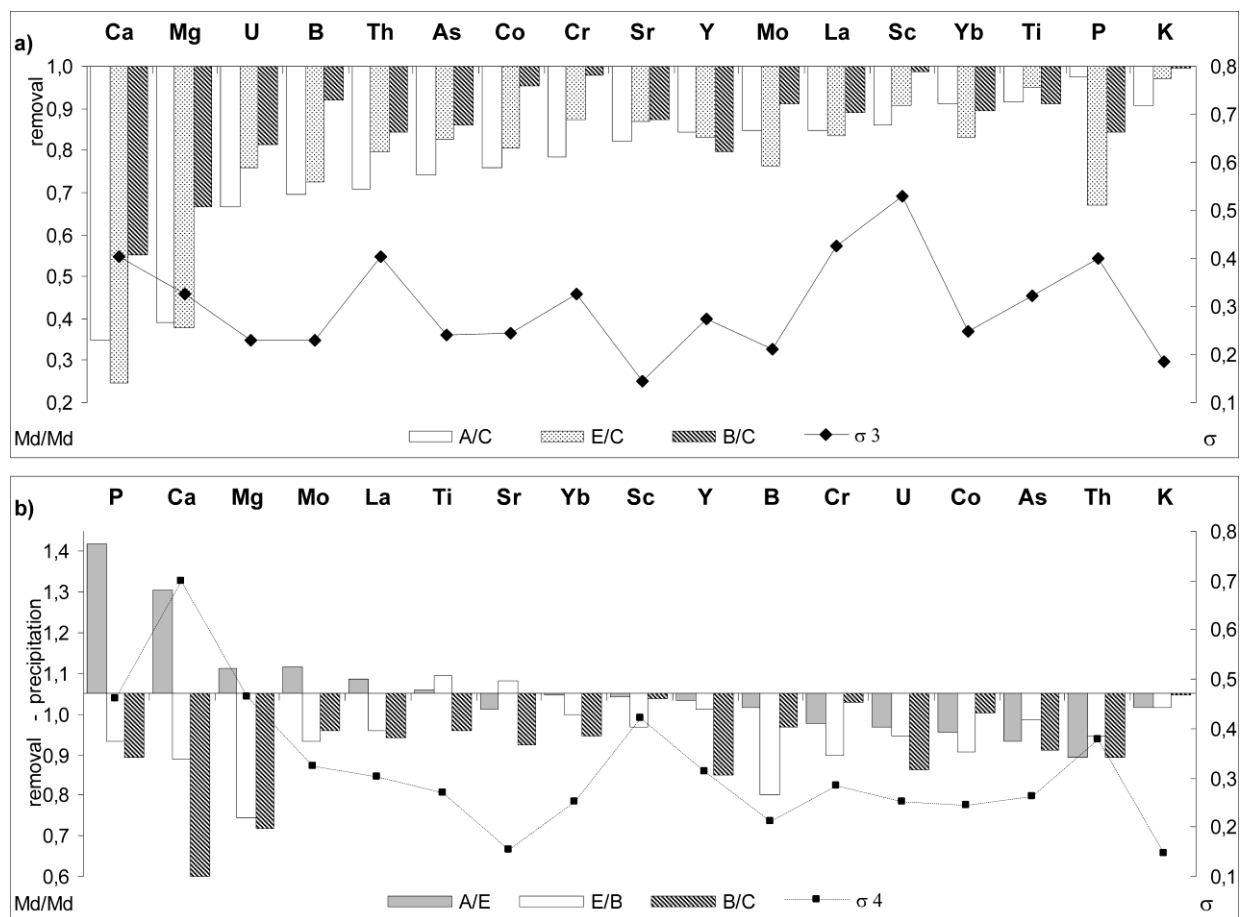 a)
Ca Mg U B Th As Co Cr Sr Y Mo La Sc Yb Ti P K
removal
1,0
0,9
0,8
0,7
0,6
0,5
0,4
0,3
0,2
0,8
0,7
0,6
0,5
0,4
0,3
0,2
0,1
Md/Md
A/C E/C B/C σ 3
σ
b)
P Ca Mg Mo La Ti Sr Yb Sc Y B Cr U Co As Th K
removal - precipitation
1,4
1,3
1,2
1,1
1,0
0,9
0,8
0,7
0,6
0,8
0,7
0,6
0,5
0,4
0,3
0,2
0,1
Md/Md
A/E E/B B/C σ 4
σ